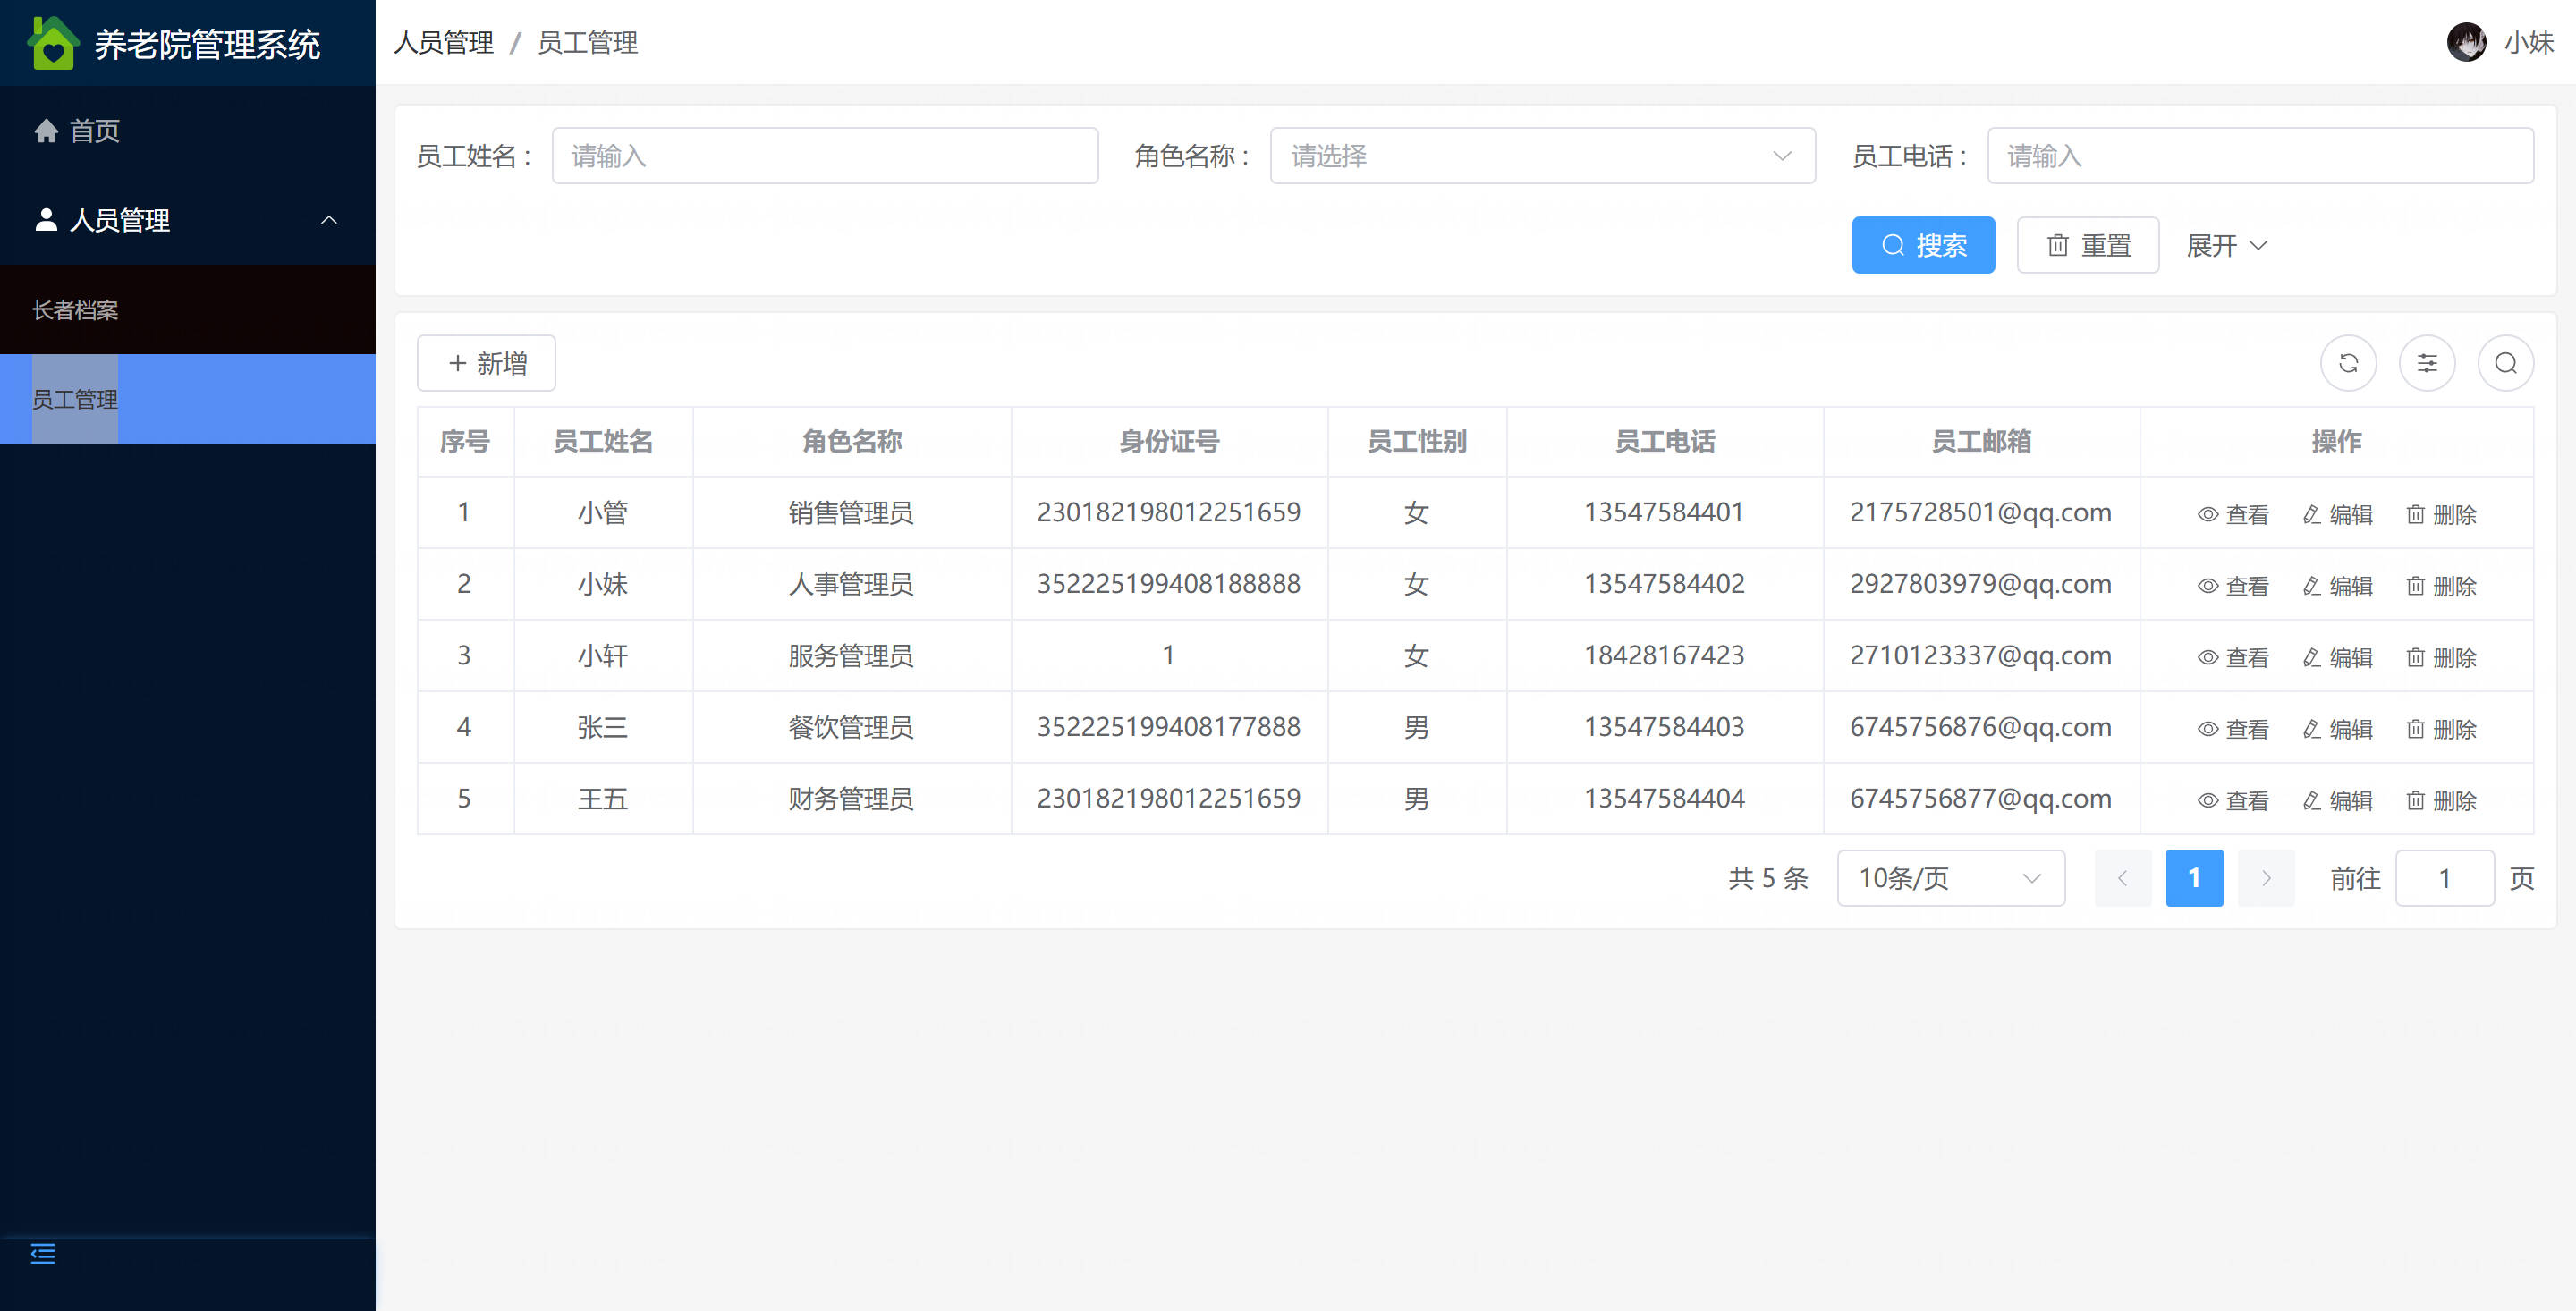 养老院管理系统
首页
人员管理
长者档案
员工管理
人员管理 / 员工管理
小妹
员工姓名： 请输入 角色名称： 请选择 员工电话： 请输入
搜索 重置 展开
新增
序号 员工姓名 角色名称 身份证号 员工性别 员工电话 员工邮箱 操作
1 小管 销售管理员 230182198012251659 女 13547584401 2175728501@qq.com 查看 编辑 删除
2 小妹 人事管理员 352225199408188888 女 13547584402 2927803979@qq.com 查看 编辑 删除
3 小轩 服务管理员 1 女 18428167423 2710123337@qq.com 查看 编辑 删除
4 张三 餐饮管理员 352225199408177888 男 13547584403 6745756876@qq.com 查看 编辑 删除
5 王五 财务管理员 230182198012251659 男 13547584404 6745756877@qq.com 查看 编辑 删除
共 5 条 10条/页 1 前往 1 页